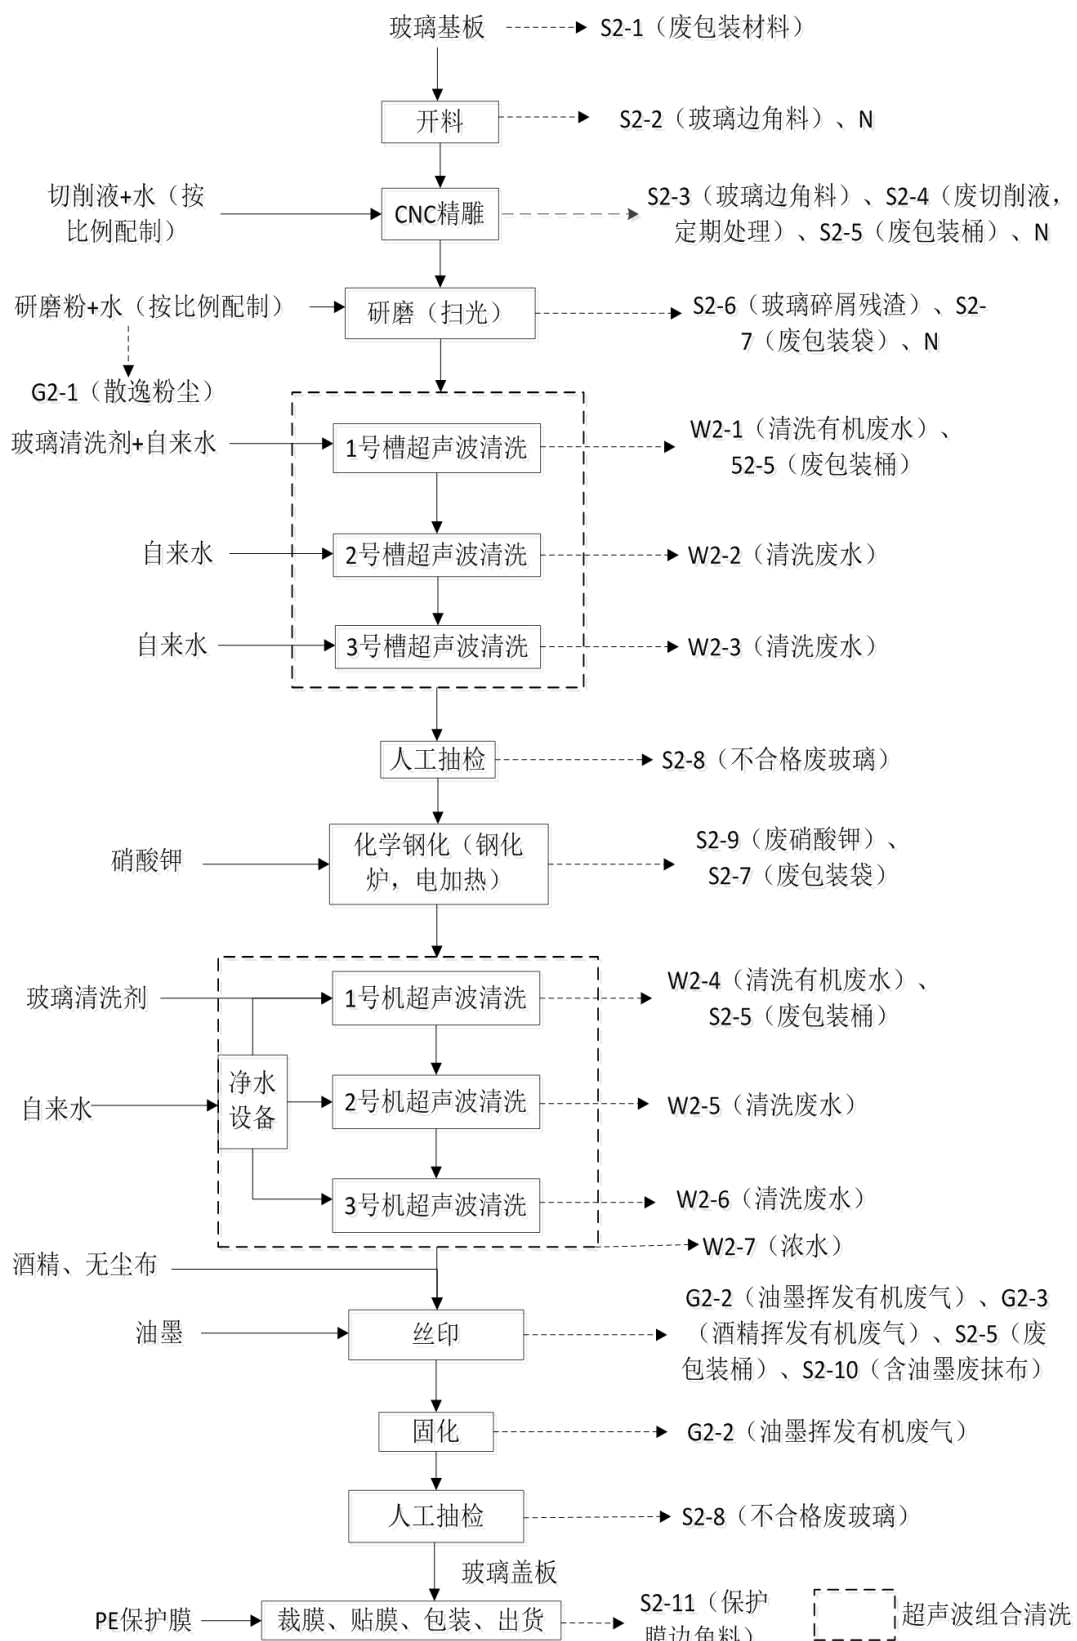 玻璃基板
S2-1（废包装材料）
开料
S2-2（玻璃边角料）、N
切削液+水（按
比例配制）
CNC精雕
S2-3（玻璃边角料）、S2-4（废切削液，
定期处理）、S2-5（废包装桶）、N
研磨粉+水（按比例配制）
研磨（扫光）
S2-6（玻璃碎屑残渣）、S2-
7（废包装袋）、N
G2-1（散逸粉尘）
玻璃清洗剂+自来水
1号槽超声波清洗
W2-1（清洗有机废水）、
52-5（废包装桶）
自来水
2号槽超声波清洗
W2-2（清洗废水）
自来水
3号槽超声波清洗
W2-3（清洗废水）
人工抽检
S2-8（不合格废玻璃）
硝酸钾
化学钢化（钢化
炉，电加热）
S2-9（废硝酸钾）、
S2-7（废包装袋）
玻璃清洗剂
1号机超声波清洗
W2-4（清洗有机废水）、
S2-5（废包装桶）
自来水
净水
设备
2号机超声波清洗
W2-5（清洗废水）
3号机超声波清洗
W2-6（清洗废水）
W2-7（浓水）
酒精、无尘布
油墨
丝印
G2-2（油墨挥发有机废气）、G2-3
（酒精挥发有机废气）、S2-5（废
包装桶）、S2-10（含油墨废抹布）
固化
G2-2（油墨挥发有机废气）
人工抽检
S2-8（不合格废玻璃）
玻璃盖板
PE保护膜
裁膜、贴膜、包装、出货
S2-11（保护
膜边角料）
超声波组合清洗